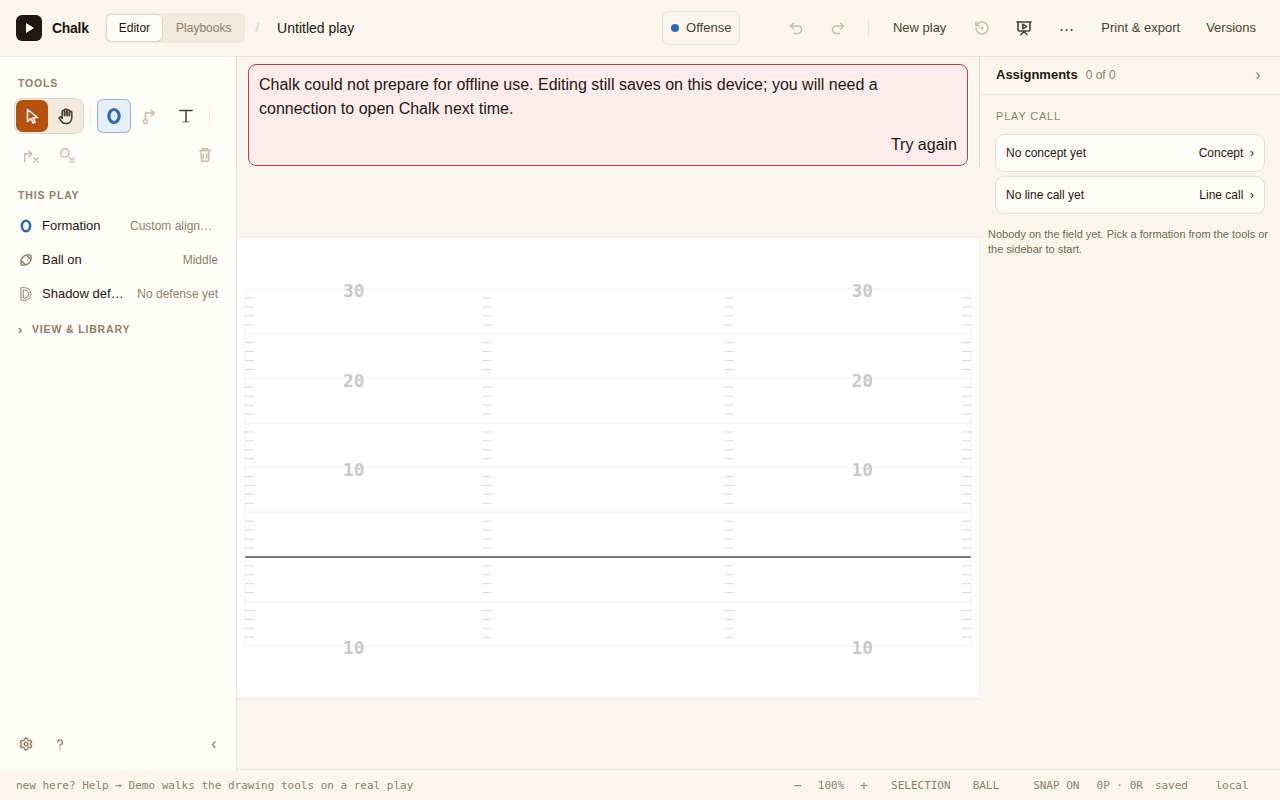 Chalk
Editor
Playbooks
/
Untitled play
Offense
New play
...
Print & export
Versions
TOOLS
THIS PLAY
Formation
Custom align...
Ball on
Middle
Shadow def...
No defense yet
› VIEW & LIBRARY
?
‹
Chalk could not prepare for offline use. Editing still saves on this device; you will need a
connection to open Chalk next time.
Try again
30 30
20 20
10 10
10 10
Assignments 0 of 0 ›
PLAY CALL
No concept yet Concept ›
No line call yet Line call ›
Nobody on the field yet. Pick a formation from the tools or
the sidebar to start.
new here? Help → Demo walks the drawing tools on a real play
− 100% + SELECTION BALL SNAP ON 0P · 0R saved local